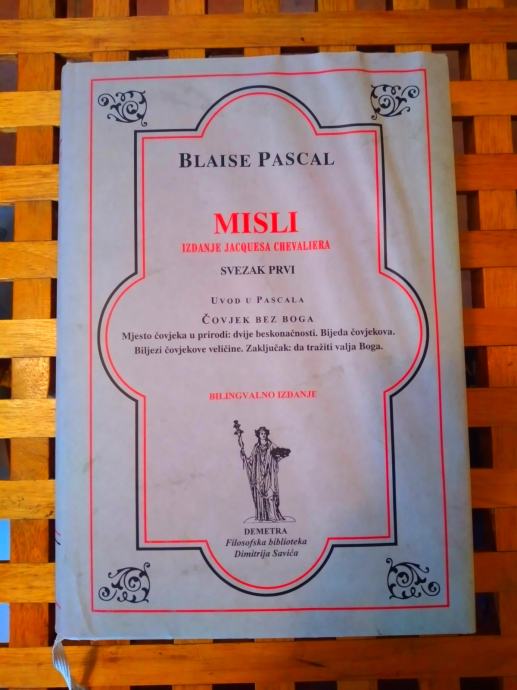 BLAISE PASCAL
MISLI
IZDANJE JACQUESA CHEVALIERA
SVEZAK PRVI
UVOD U PASCALA
ČOVJEK BEZ BOGA
Mjesto čovjeka u prirodi: dvije beskonačnosti. Bijeda čovjekova.
Biljezi čovjekove veličine. Zaključak: da tražiti valja Boga.
BILINGVALNO IZDANJE
DEMETRA
Filosofska biblioteka
Dimitrija Savića